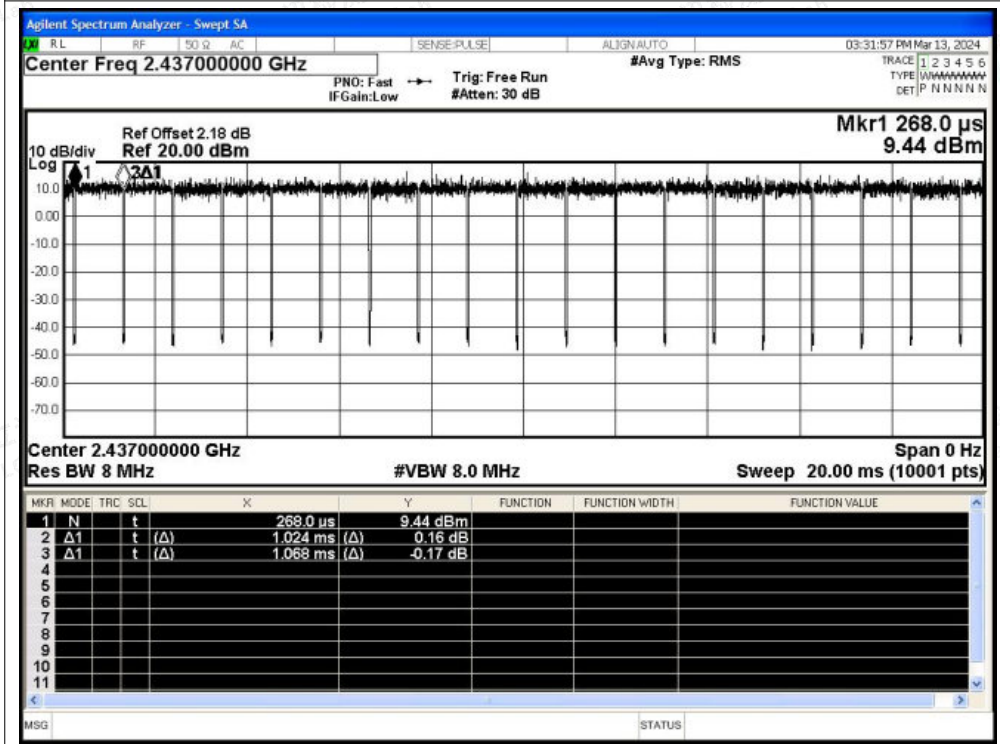 Agilent Spectrum Analyzer - Swept SA
LXI RL RF 50 Ω AC SENSE:PULSE ALIGN AUTO 03:31:57 PM Mar 13, 2024
Center Freq 2.437000000 GHz #Avg Type: RMS TRACE 1 2 3 4 5 6
PNO: Fast Trig: Free Run TYPE WWWWWW
IFGain:Low #Atten: 30 dB DET P N N N N N
Ref Offset 2.18 dB Mkr1 268.0 µs
10 dB/div Ref 20.00 dBm 9.44 dBm
Log 1 3Δ1
10.0
0.00
-10.0
-20.0
-30.0
-40.0
-50.0
-60.0
-70.0
Center 2.437000000 GHz Span 0 Hz
Res BW 8 MHz #VBW 8.0 MHz Sweep 20.00 ms (10001 pts)
MKR MODE TRC SCL X Y FUNCTION FUNCTION WIDTH FUNCTION VALUE
1 N t 268.0 µs 9.44 dBm
2 Δ1 t (Δ) 1.024 ms (Δ) 0.16 dB
3 Δ1 t (Δ) 1.068 ms (Δ) -0.17 dB
4
5
6
7
8
9
10
11
MSG STATUS